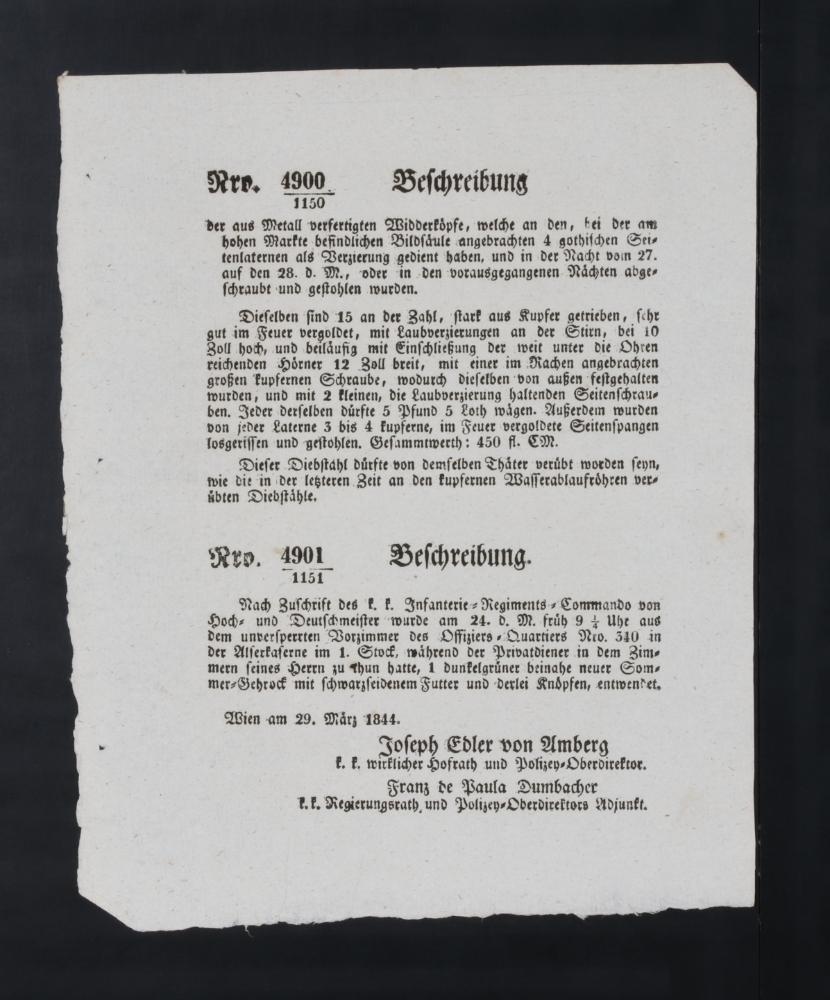 Nro. 4900 Beschreibung
1150
der aus Metall verfertigten Widderköpfe, welche an den, bei der am
hohen Markte befindlichen Bildsäule angebrachten 4 gothischen Sei-
tenlaternen als Verzierung gedient haben, und in der Nacht vom 27.
auf den 28. d. M., oder in den vorausgegangenen Nächten abge-
schraubt und gestohlen wurden.
Dieselben sind 15 an der Zahl, stark aus Kupfer getrieben, sehr
gut im Feuer vergoldet, mit Laubverzierungen an der Stirn, bei 10
Zoll hoch, und beiläufig mit Einschließung der weit unter die Ohren
reichenden Hörner 12 Zoll breit, mit einer im Rachen angebrachten
großen kupfernen Schraube, wodurch dieselben von außen festgehalten
wurden, und mit 2 kleinen, die Laubverzierung haltenden Seitenschrau-
ben. Jeder derselben dürfte 5 Pfund 5 Loth wägen. Außerdem wurden
von jeder Laterne 3 bis 4 kupferne, im Feuer vergoldete Seitenspangen
losgerissen und gestohlen. Gesammtwerth: 450 fl. CM.
Dieser Diebstahl dürfte von demselben Thäter verübt worden seyn,
wie die in der letzteren Zeit an den kupfernen Wasserablaufröhren ver-
übten Diebstähle.
Nro. 4901 Beschreibung.
1151
Nach Zuschrift des k. k. Infanterie-Regiments-Commando von
Hoch- und Deutschmeister wurde am 24. d. M. früh 9 ¼ Uhr aus
dem unversperrten Vorzimmer des Offiziers-Quartiers Nro. 340 in
der Alserkaserne im 1. Stock, während der Privatdiener in dem Zim-
mern seines Herrn zu thun hatte, 1 dunkelgrüner beinahe neuer Som-
mer-Gehrock mit schwarzseidenem Futter und derlei Knöpfen, entwendet.
Wien am 29. März 1844.
Joseph Edler von Amberg
k. k. wirklicher Hofrath und Polizey-Oberdirektor.
Franz de Paula Dumbacher
k. k. Regierungsrath und Polizey-Oberdirektors Adjunkt.